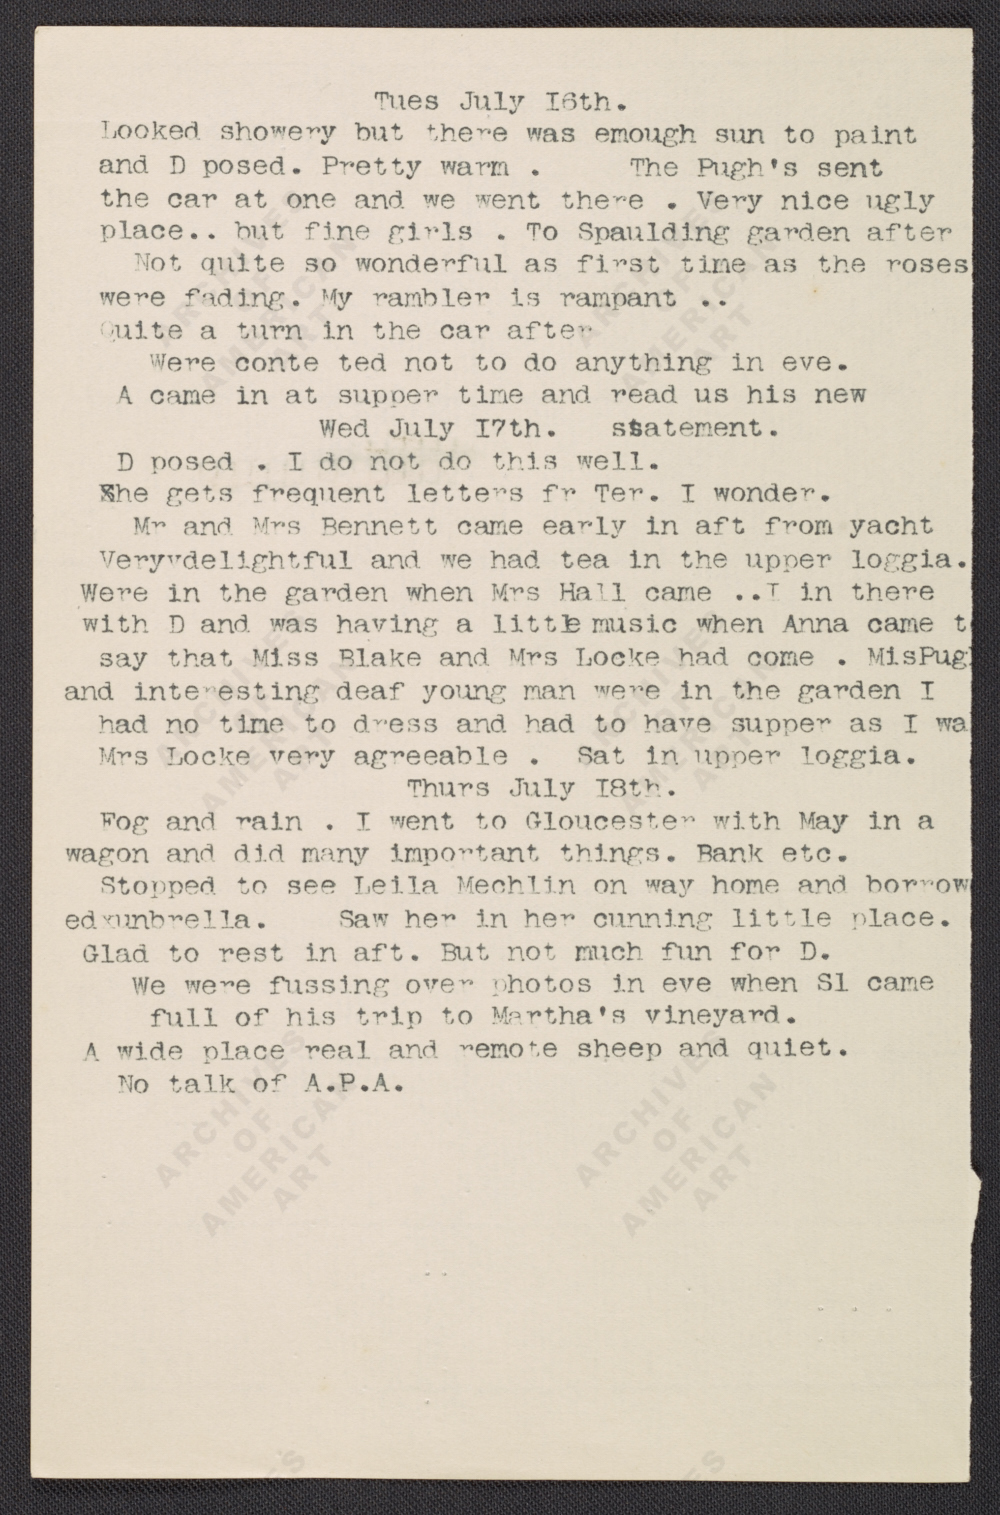 Tues July I6th.
Looked showery but there was emough sun to paint
and D posed. Pretty warm . The Pugh's sent
the car at one and we went there . Very nice ugly
place.. but fine girls . To Spaulding garden after
Not quite so wonderful as first time as the roses
were fading. My rambler is rampant ..
Quite a turn in the car after
Were conte ted not to do anything in eve.
A came in at supper time and read us his new
Wed July I7th. statement.
D posed . I do not do this well.
She gets frequent letters fr Ter. I wonder.
Mr and Mrs Bennett came early in aft from yacht
Veryvdelightful and we had tea in the upper loggia.
Were in the garden when Mrs Hall came ..I in there
with D and was having a little music when Anna came t
say that Miss Blake and Mrs Locke had come . MisPug
and interesting deaf young man were in the garden I
had no time to dress and had to have supper as I wa
Mrs Locke very agreeable . Sat in upper loggia.
Thurs July I8th.
Fog and rain . I went to Gloucester with May in a
wagon and did many important things. Bank etc.
Stopped to see Leila Mechlin on way home and borrow
edxunbrella. Saw her in her cunning little place.
Glad to rest in aft. But not much fun for D.
We were fussing over photos in eve when Sl came
full of his trip to Martha's vineyard.
A wide place real and remote sheep and quiet.
No talk of A.P.A.
ARCHIVES
OF
AMERICAN
ART
ARCHIVES
OF
AMERICAN
ART